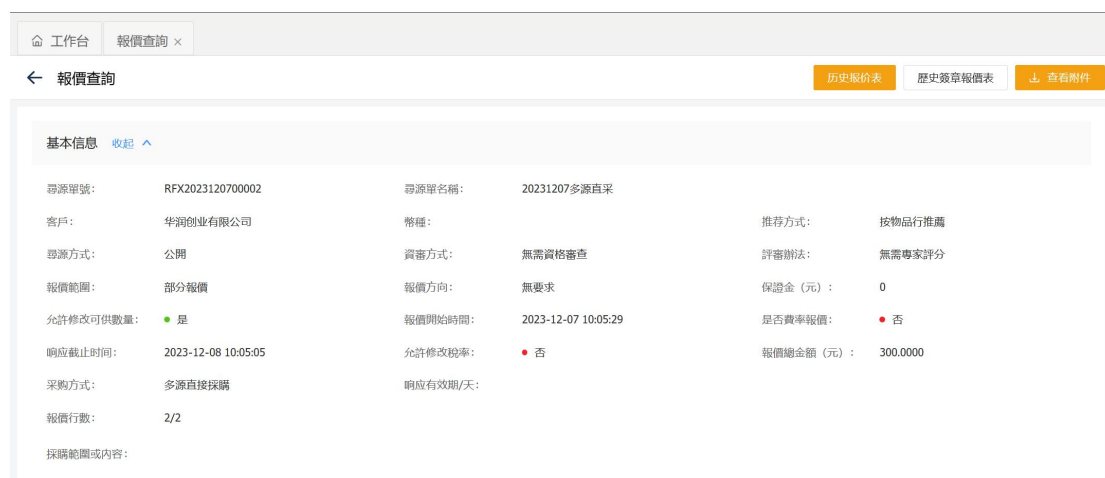 工作台 報價查詢 ×
報價查詢 历史报价表 歷史簽章報價表 查看附件
基本信息 收起
尋源單號： RFX2023120700002 尋源單名稱： 20231207多源直采
客戶： 华润创业有限公司 幣種： 推荐方式： 按物品行推薦
尋源方式： 公開 資審方式： 無需資格審查 評審辦法： 無需專家評分
報價範圍： 部分報價 報價方向： 無要求 保證金（元）： 0
允許修改可供數量： 是 報價開始時間： 2023-12-07 10:05:29 是否費率報價： 否
响应截止时间： 2023-12-08 10:05:05 允許修改稅率： 否 報價總金額（元）： 300.0000
采购方式： 多源直接採購 响应有效期/天：
報價行數： 2/2
採購範圍或内容：